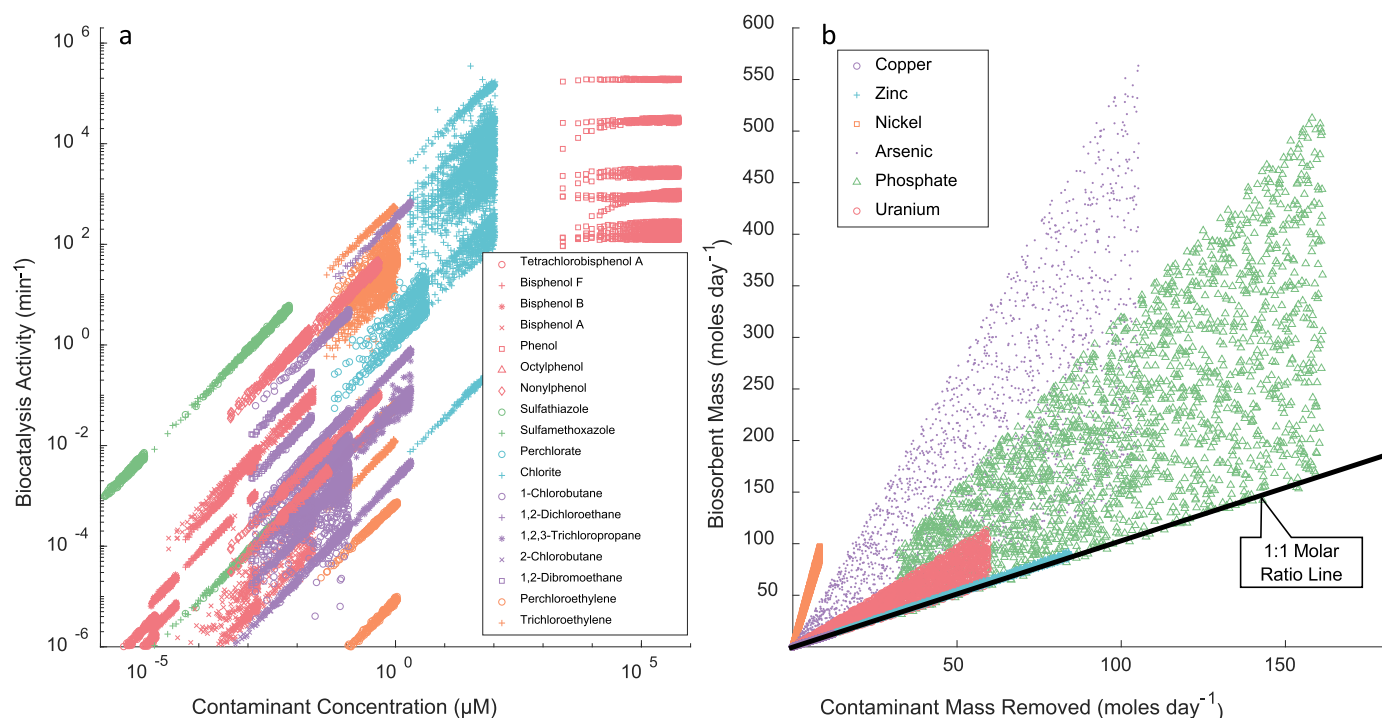 a
10 6
10 4
10 2
10 0
10 -2
10 -4
10 -6
Biocatalysis Activity (min-1)
10 -5
10 0
10 5
Contaminant Concentration (µM)
Tetrachlorobisphenol A
Bisphenol F
Bisphenol B
Bisphenol A
Phenol
Octylphenol
Nonylphenol
Sulfathiazole
Sulfamethoxazole
Perchlorate
Chlorite
1-Chlorobutane
1,2-Dichloroethane
1,2,3-Trichloropropane
2-Chlorobutane
1,2-Dibromoethane
Perchloroethylene
Trichloroethylene
b
600
550
500
450
400
350
300
250
200
150
100
50
Biosorbent Mass (moles day-1)
50
100
150
Contaminant Mass Removed (moles day-1)
Copper
Zinc
Nickel
Arsenic
Phosphate
Uranium
1:1 Molar
Ratio Line